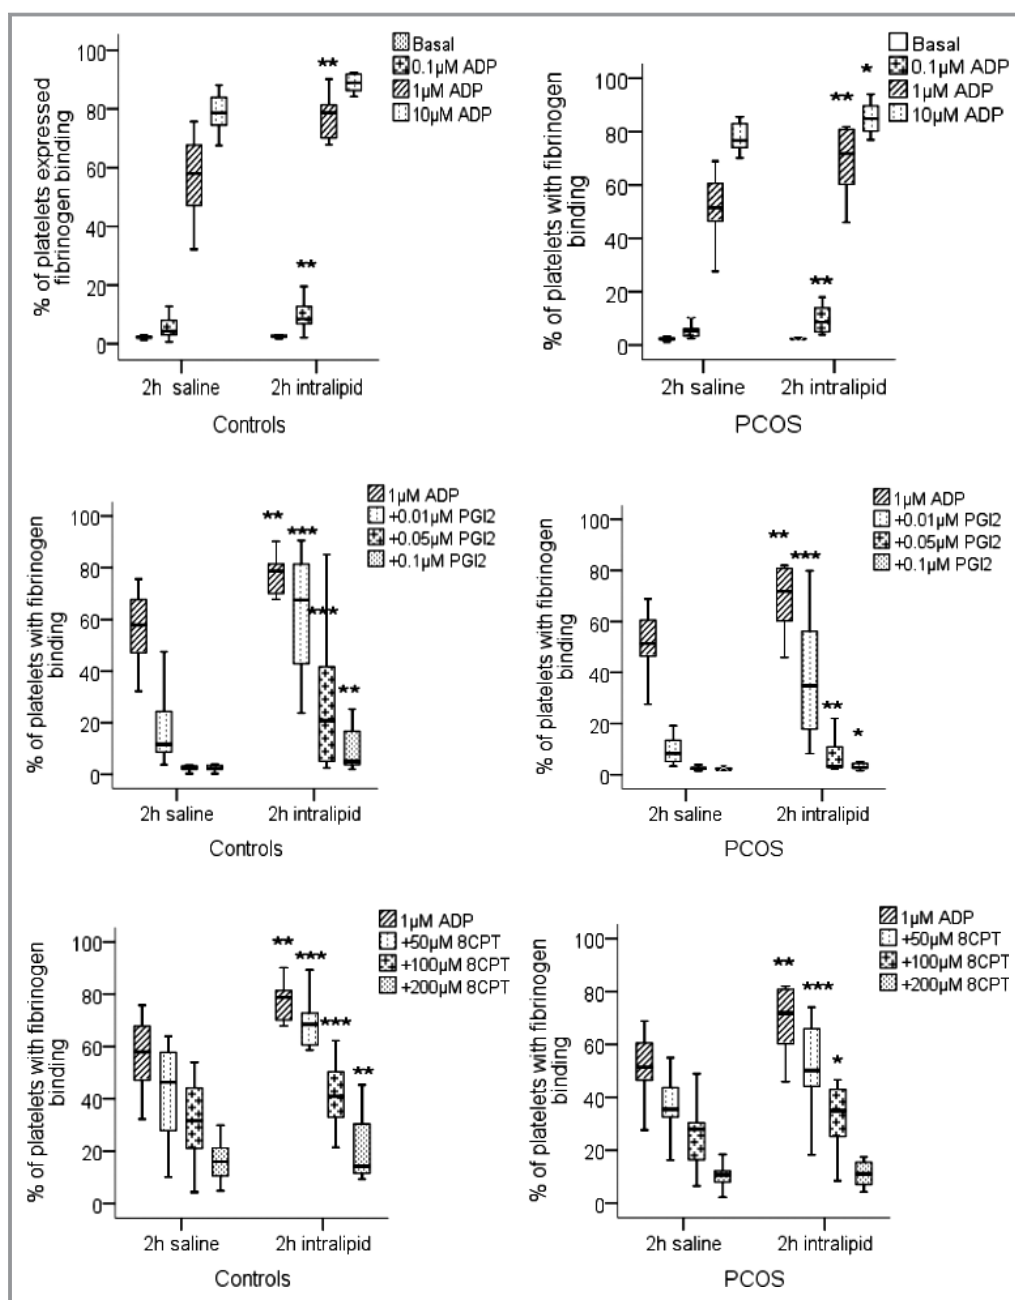 % of platelets expressed
fibrinogen binding
100
80
60
40
20
0
Basal
0.1µM ADP
1µM ADP
10µM ADP
**
**
2h saline
2h intralipid
Controls
% of platelets with fibrinogen
binding
100
80
60
40
20
0
Basal
0.1µM ADP
1µM ADP
10µM ADP
*
**
**
2h saline
2h intralipid
PCOS
% of platelets with fibrinogen
binding
100
80
60
40
20
0
1µM ADP
+0.01µM PGI2
+0.05µM PGI2
+0.1µM PGI2
**
***
***
**
2h saline
2h intralipid
Controls
% of platelets with fibrinogen
binding
100
80
60
40
20
0
1µM ADP
+0.01µM PGI2
+0.05µM PGI2
+0.1µM PGI2
**
***
**
*
2h saline
2h intralipid
PCOS
% of platelets with fibrinogen
binding
100
80
60
40
20
0
1µM ADP
+50µM 8CPT
+100µM 8CPT
+200µM 8CPT
**
***
***
**
2h saline
2h intralipid
Controls
% of platelets with fibrinogen
binding
100
80
60
40
20
0
1µM ADP
+50µM 8CPT
+100µM 8CPT
+200µM 8CPT
**
***
*
2h saline
2h intralipid
PCOS